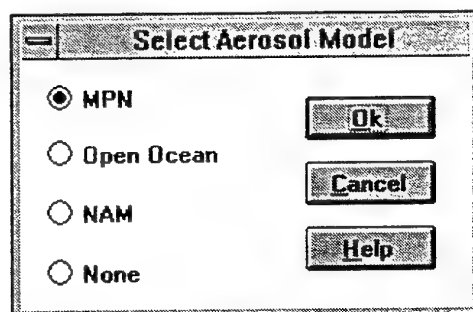 Select Aerosol Model
MPN
Open Ocean
NAM
None
Ok
Cancel
Help